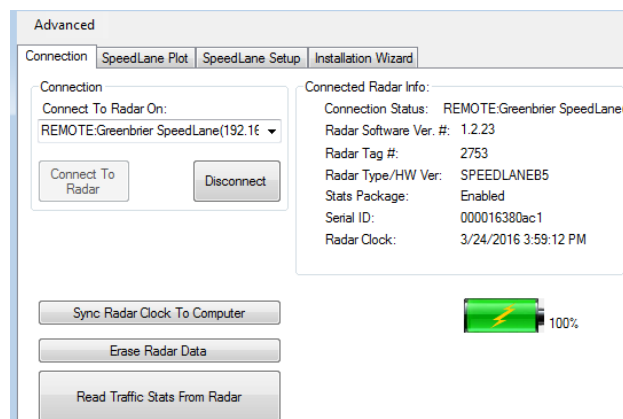 Advanced
Connection SpeedLane Plot SpeedLane Setup Installation Wizard
Connection
Connect To Radar On:
REMOTE:Greenbrier SpeedLane(192.16
Connect To Radar
Disconnect
Connected Radar Info:
Connection Status: REMOTE:Greenbrier SpeedLane
Radar Software Ver. #: 1.2.23
Radar Tag #: 2753
Radar Type/HW Ver: SPEEDLANEB5
Stats Package: Enabled
Serial ID: 000016380ac1
Radar Clock: 3/24/2016 3:59:12 PM
Sync Radar Clock To Computer
Erase Radar Data
Read Traffic Stats From Radar
100%